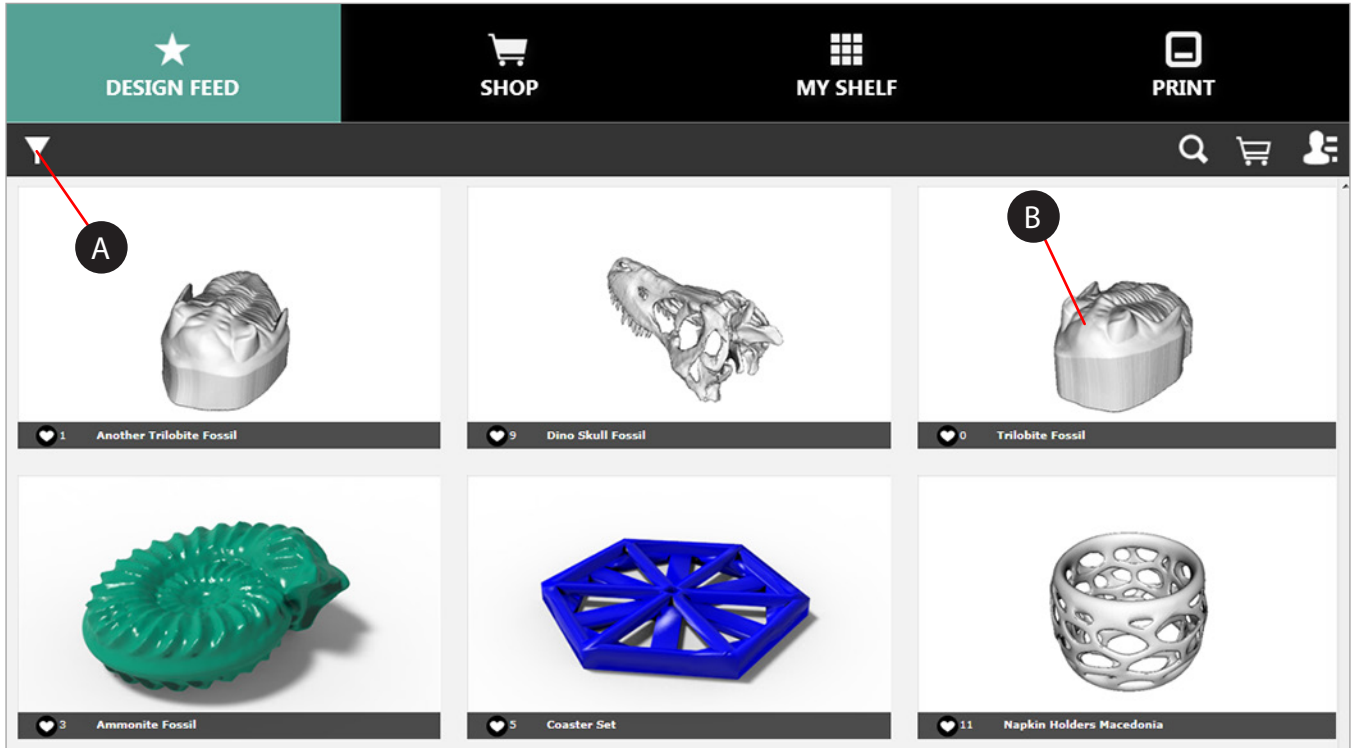 DESIGN FEED
SHOP
MY SHELF
PRINT
A
B
1 Another Trilobite Fossil
9 Dino Skull Fossil
0 Trilobite Fossil
3 Ammonite Fossil
5 Coaster Set
11 Napkin Holders Macedonia